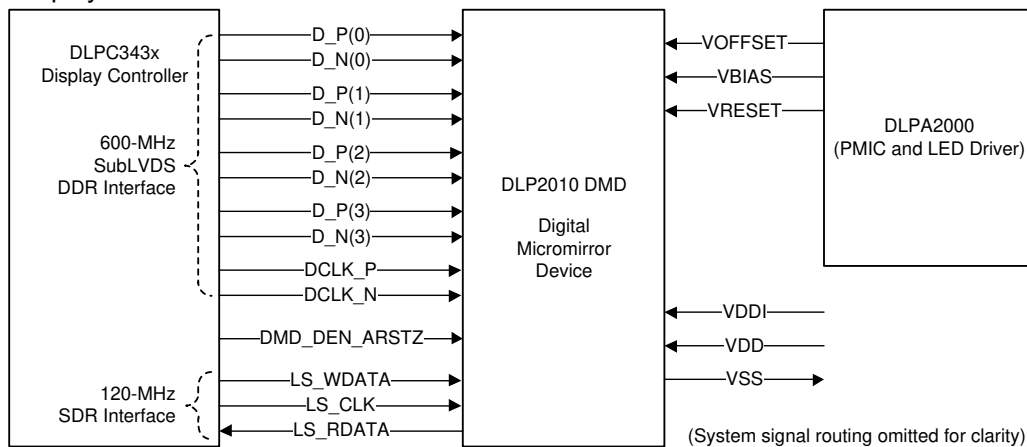 DLPC343x
Display Controller
600-MHz
SubLVDS
DDR Interface
120-MHz
SDR Interface
D_P(0)
D_N(0)
D_P(1)
D_N(1)
D_P(2)
D_N(2)
D_P(3)
D_N(3)
DCLK_P
DCLK_N
DMD_DEN_ARSTZ
LS_WDATA
LS_CLK
LS_RDATA
DLP2010 DMD
Digital
Micromirror
Device
VOFFSET
VBIAS
VRESET
DLPA2000
(PMIC and LED Driver)
VDDI
VDD
VSS
(System signal routing omitted for clarity)